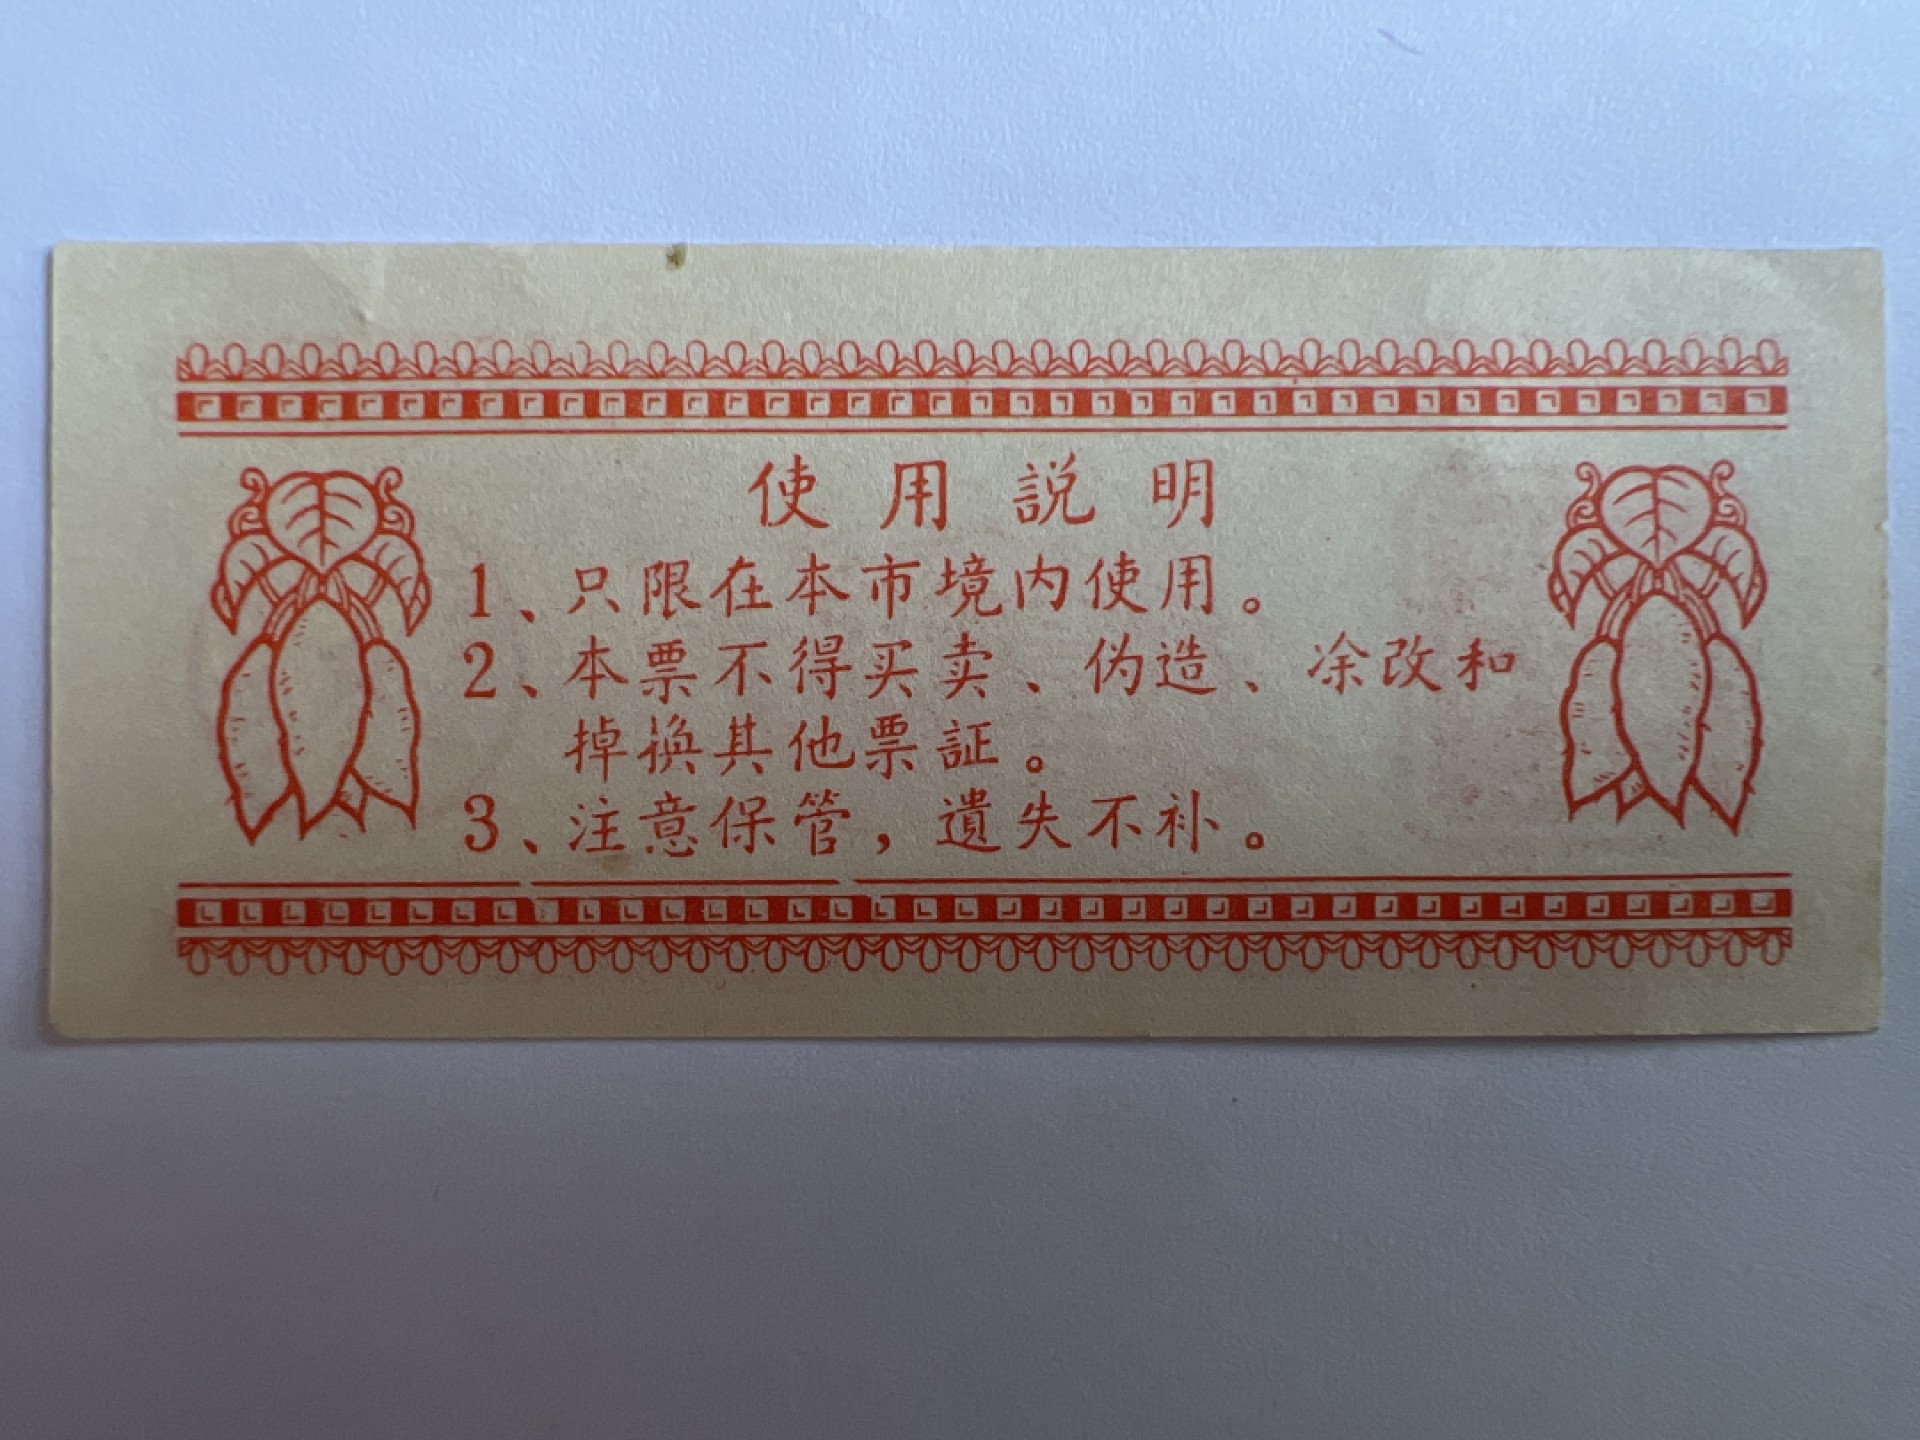 使用説明
1、只限在本市境内使用。
2、本票不得买卖、伪造、凃改和
掉换其他票証。
3、注意保管，遺失不补。